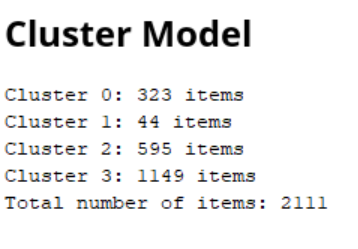 Cluster Model
Cluster 0: 323 items
Cluster 1: 44 items
Cluster 2: 595 items
Cluster 3: 1149 items
Total number of items: 2111